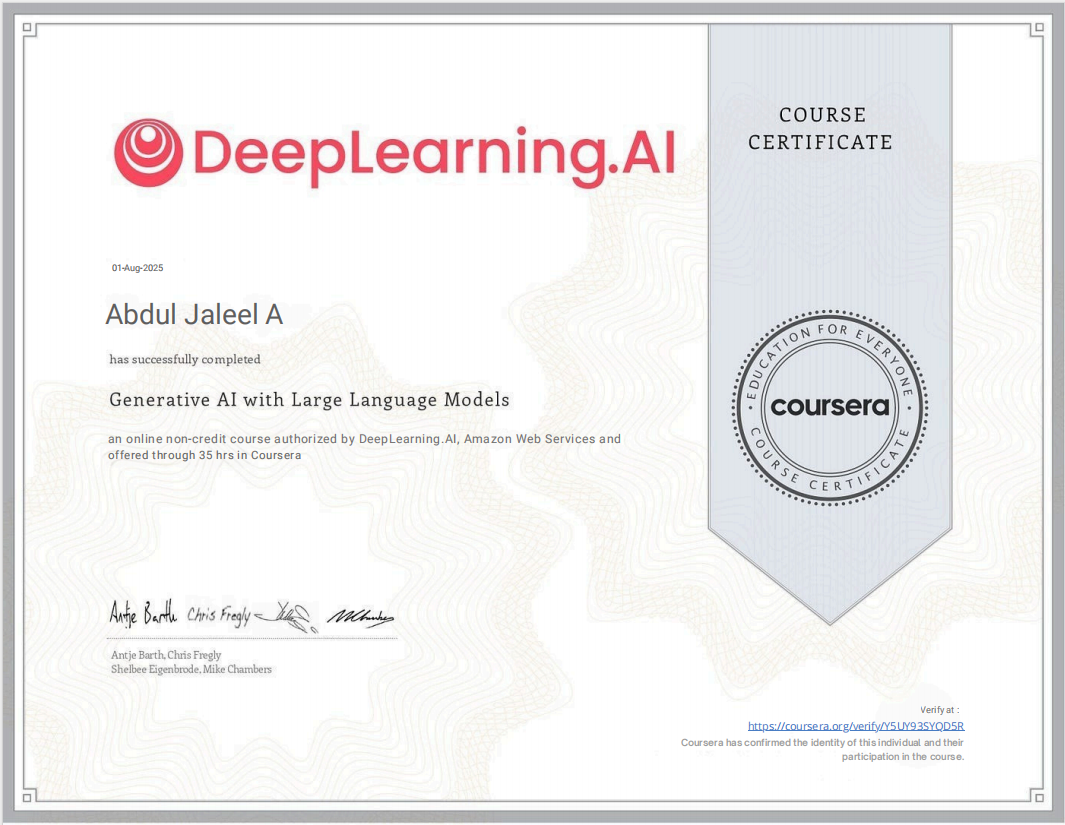 DeepLearning.AI
COURSE
CERTIFICATE
01-Aug-2025
Abdul Jaleel A
has successfully completed
Generative AI with Large Language Models
an online non-credit course authorized by DeepLearning.AI, Amazon Web Services and
offered through 35 hrs in Coursera
EDUCATION FOR EVERYONE
coursera
COURSE CERTIFICATE
Antje Barth Chris Fregly
Antje Barth, Chris Fregly
Shelbee Eigenbrode, Mike Chambers
Verify at :
https://coursera.org/verify/Y5UY93SYQD5R
Coursera has confirmed the identity of this individual and their
participation in the course.